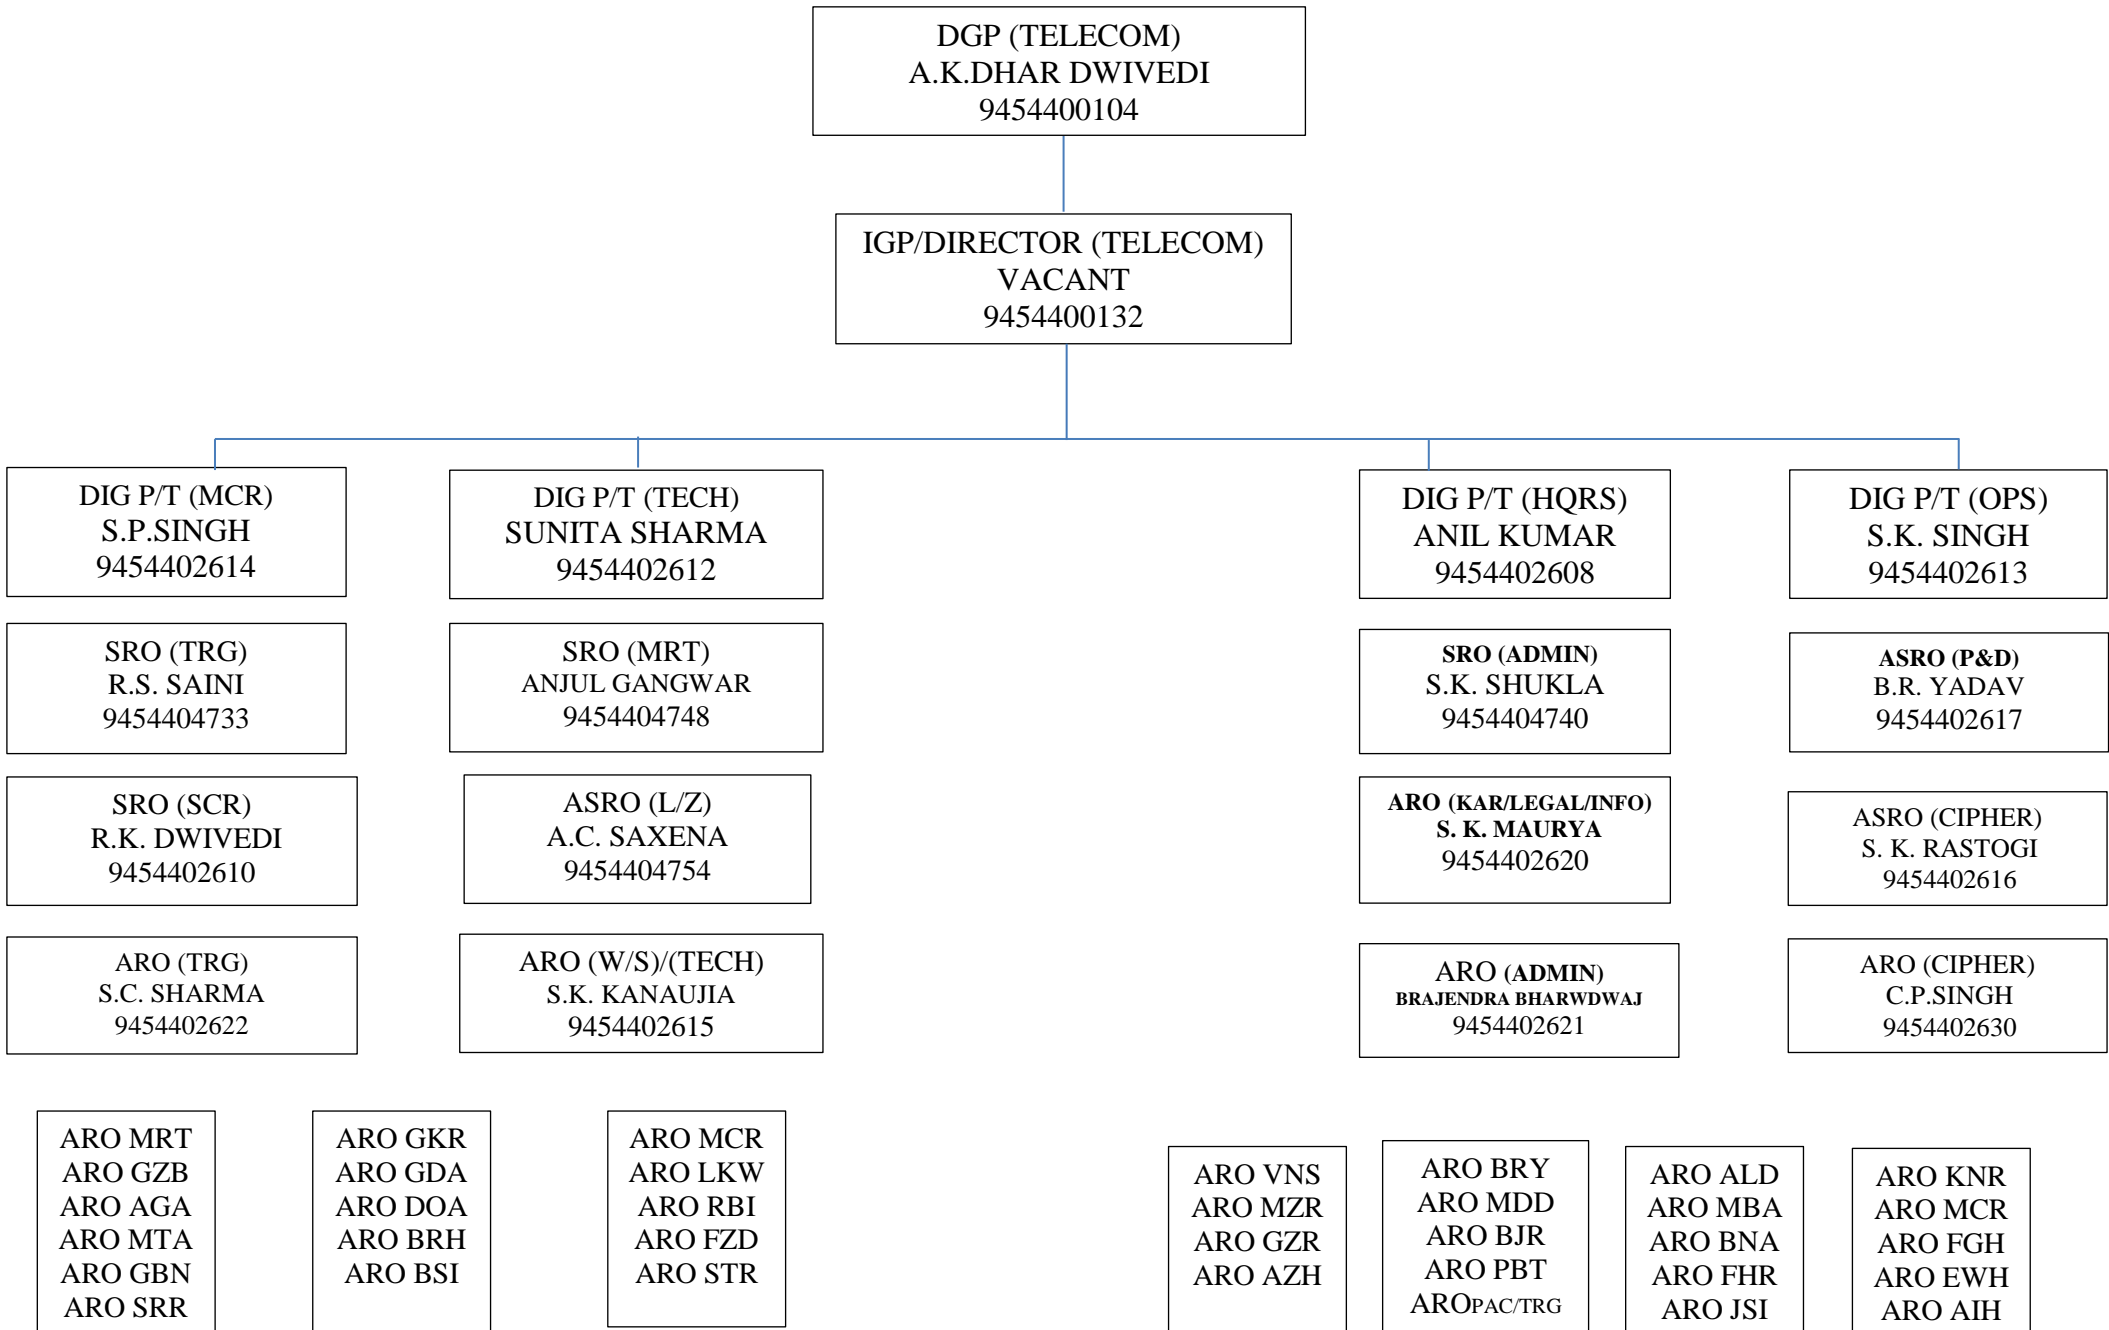 DGP (TELECOM)
A.K.DHAR DWIVEDI
9454400104
IGP/DIRECTOR (TELECOM)
VACANT
9454400132
DIG P/T (MCR)
S.P.SINGH
9454402614
DIG P/T (TECH)
SUNITA SHARMA
9454402612
DIG P/T (HQRS)
ANIL KUMAR
9454402608
DIG P/T (OPS)
S.K. SINGH
9454402613
SRO (TRG)
R.S. SAINI
9454404733
SRO (MRT)
ANJUL GANGWAR
9454404748
SRO (ADMIN)
S.K. SHUKLA
9454404740
ASRO (P&D)
B.R. YADAV
9454402617
SRO (SCR)
R.K. DWIVEDI
9454402610
ASRO (L/Z)
A.C. SAXENA
9454404754
ARO (KAR/LEGAL/INFO)
S. K. MAURYA
9454402620
ASRO (CIPHER)
S. K. RASTOGI
9454402616
ARO (TRG)
S.C. SHARMA
9454402622
ARO (W/S)/(TECH)
S.K. KANAUJIA
9454402615
ARO (ADMIN)
BRAJENDRA BHARWDWAJ
9454402621
ARO (CIPHER)
C.P.SINGH
9454402630
ARO MRT
ARO GZB
ARO AGA
ARO MTA
ARO GBN
ARO SRR
ARO GKR
ARO GDA
ARO DOA
ARO BRH
ARO BSI
ARO MCR
ARO LKW
ARO RBI
ARO FZD
ARO STR
ARO VNS
ARO MZR
ARO GZR
ARO AZH
ARO BRY
ARO MDD
ARO BJR
ARO PBT
AROPAC/TRG
ARO ALD
ARO MBA
ARO BNA
ARO FHR
ARO JSI
ARO KNR
ARO MCR
ARO FGH
ARO EWH
ARO AIH